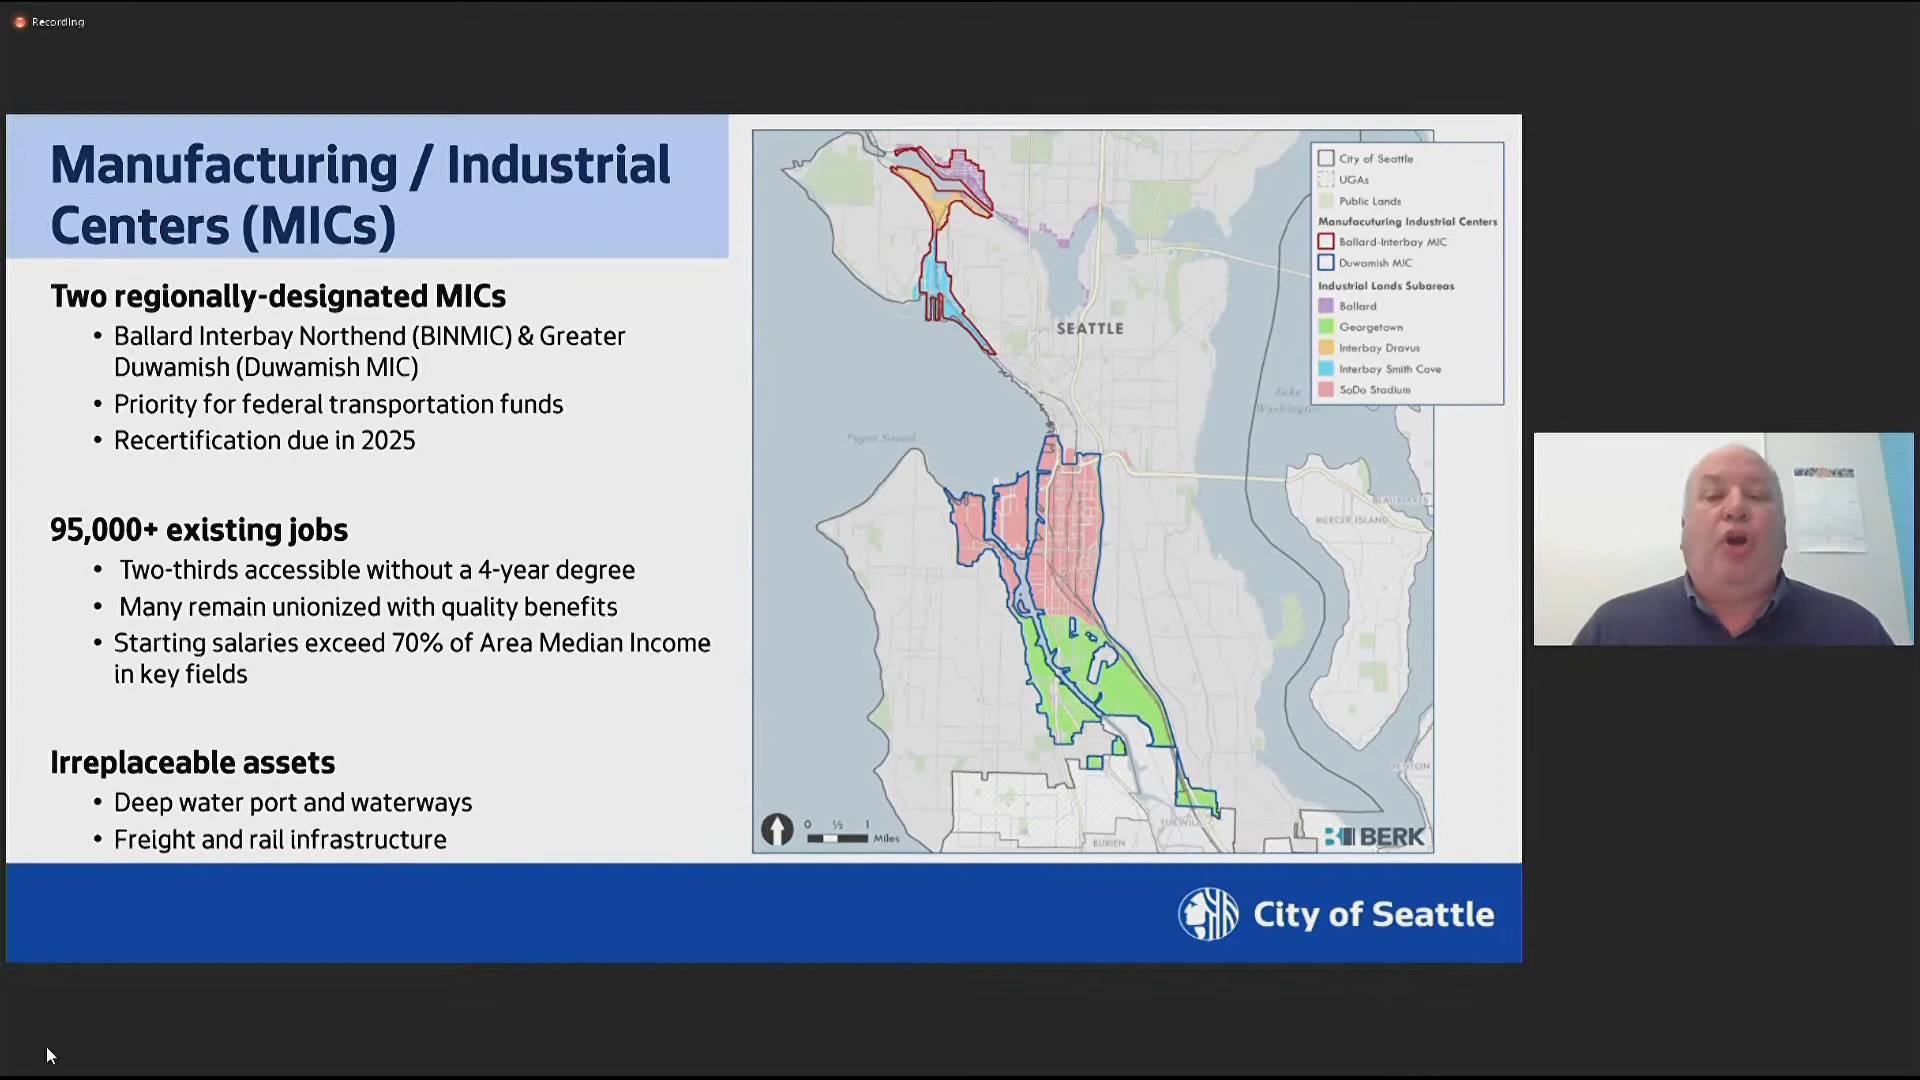 Recording
Manufacturing / Industrial
Centers (MICs)
Two regionally-designated MICs
• Ballard Interbay Northend (BINMIC) & Greater
Duwamish (Duwamish MIC)
• Priority for federal transportation funds
• Recertification due in 2025
95,000+ existing jobs
• Two-thirds accessible without a 4-year degree
• Many remain unionized with quality benefits
• Starting salaries exceed 70% of Area Median Income
in key fields
Irreplaceable assets
• Deep water port and waterways
• Freight and rail infrastructure
City of Seattle
UGAs
Public Lands
Manufacuturing Industrial Centers
Ballard-Interbay MIC
Duwamish MIC
Industrial Lands Subareas
Ballard
Georgetown
Interbay Dravus
Interbay Smith Cove
SoDo Stadium
SEATTLE
Lake
Washington
Puget Sound
MERCER ISLAND
RENTON
TUKWILA
BURIEN
0 ½ 1
Miles
BERK
City of Seattle